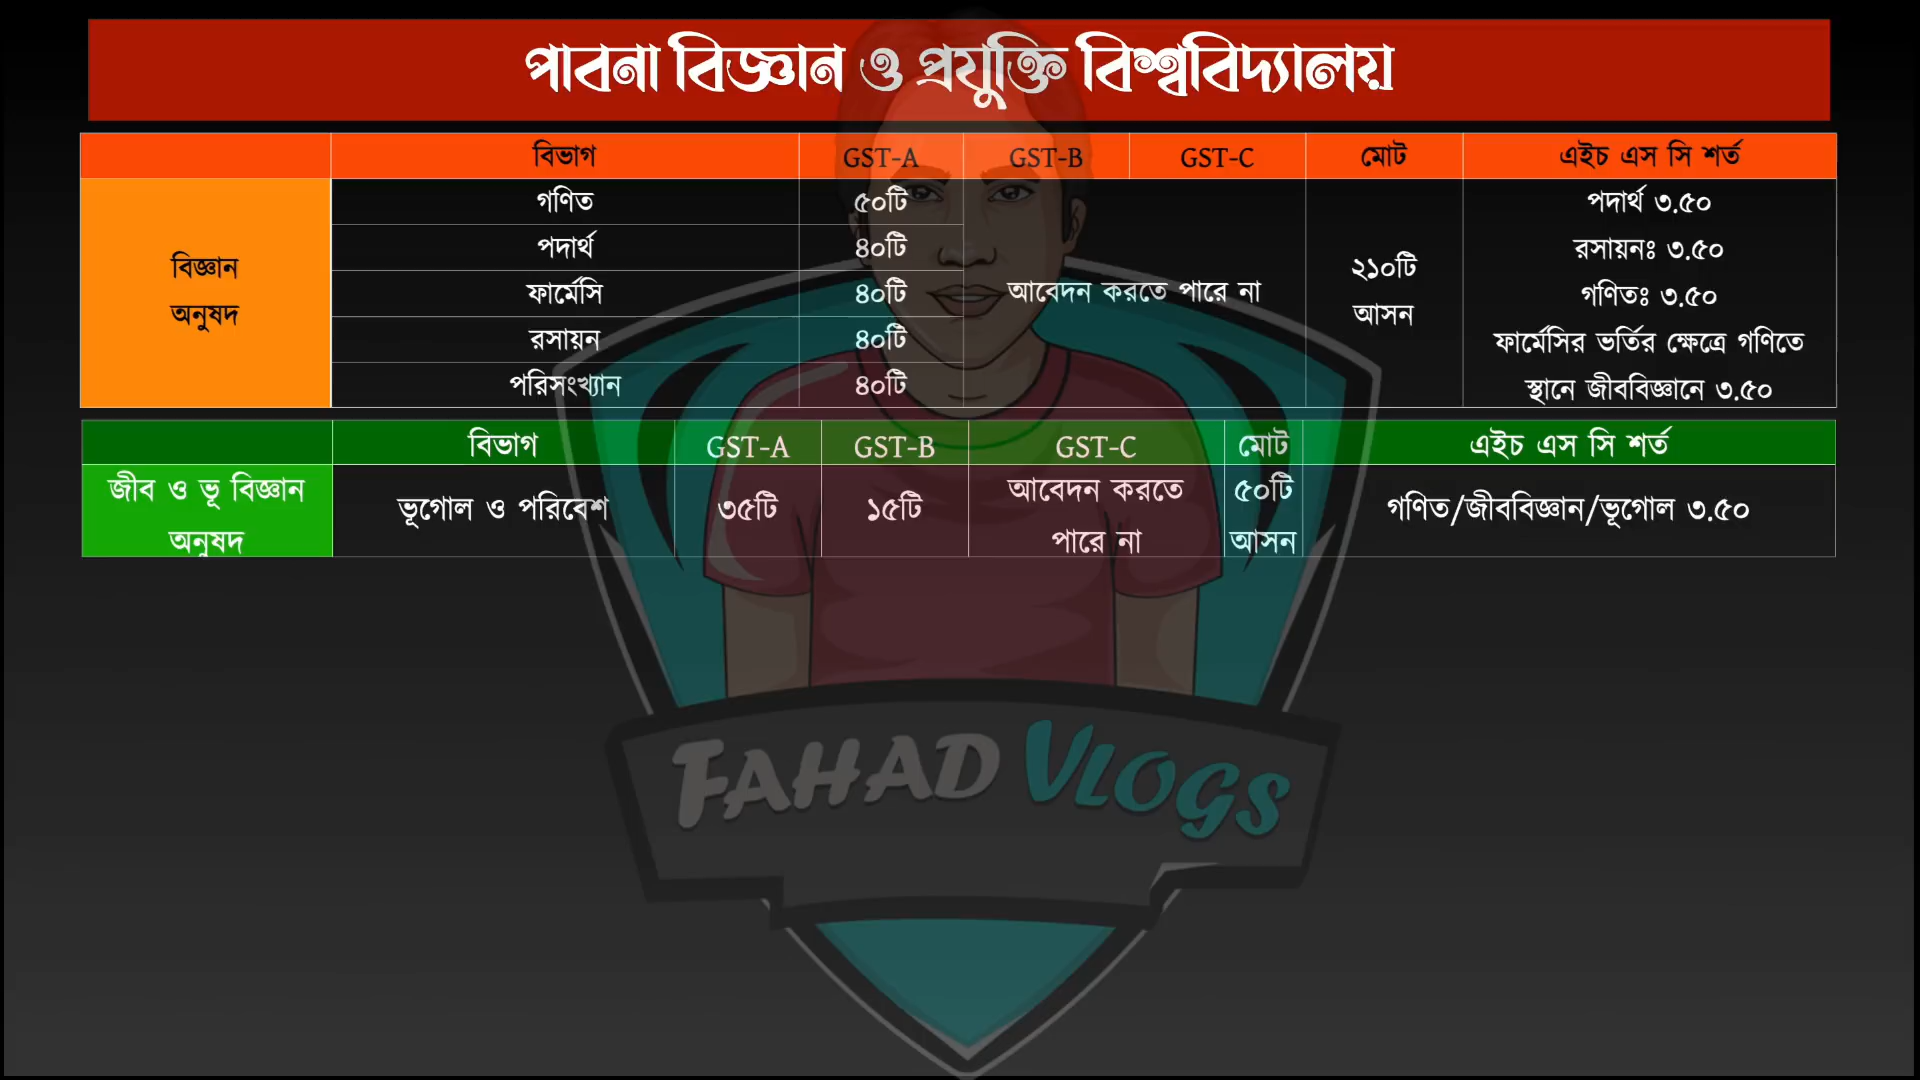 পাবনা বিজ্ঞান ও প্রযুক্তি বিশ্ববিদ্যালয়
বিভাগ GST-A GST-B GST-C মোট এইচ এস সি শর্ত
বিজ্ঞান
অনুষদ
গণিত ৫০টি
পদার্থ ৪০টি
ফার্মেসি ৪০টি
রসায়ন ৪০টি
পরিসংখ্যান ৪০টি
আবেদন করতে পারে না
২১০টি
আসন
পদার্থ ৩.৫০
রসায়নঃ ৩.৫০
গণিতঃ ৩.৫০
ফার্মেসির ভর্তির ক্ষেত্রে গণিতে
স্থানে জীববিজ্ঞানে ৩.৫০
বিভাগ GST-A GST-B GST-C মোট এইচ এস সি শর্ত
জীব ও ভূ বিজ্ঞান
অনুষদ
ভূগোল ও পরিবেশ ৩৫টি ১৫টি
আবেদন করতে
পারে না
৫০টি
আসন
গণিত/জীববিজ্ঞান/ভূগোল ৩.৫০
FAHAD VLOGS